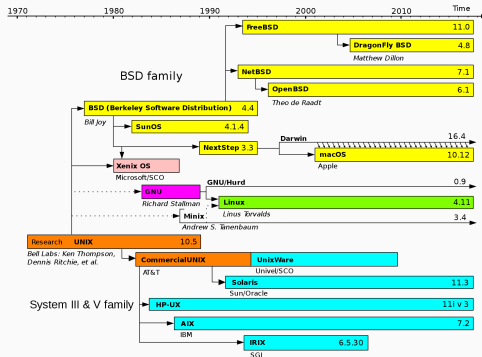 1970 1980 1990 2000 2010 Time
FreeBSD 11.0
DragonFly BSD 4.8
Matthew Dillon
BSD family
NetBSD 7.1
OpenBSD 6.1
Theo de Raadt
BSD (Berkeley Software Distribution) 4.4
Bill Joy
SunOS 4.1.4
Darwin 16.4
NextStep 3.3
macOS 10.12
Apple
Xenix OS
Microsoft/SCO
GNU/Hurd 0.9
GNU
Richard Stallman
Linux 4.11
Linus Torvalds
Minix 3.4
Andrew S. Tanenbaum
Research UNIX 10.5
Bell Labs: Ken Thompson,
Dennis Ritchie, et al.
CommercialUNIX
AT&T
UnixWare
Univel/SCO
Solaris 11.3
Sun/Oracle
System III & V family
HP-UX 11i v 3
AIX 7.2
IBM
IRIX 6.5.30
SGI